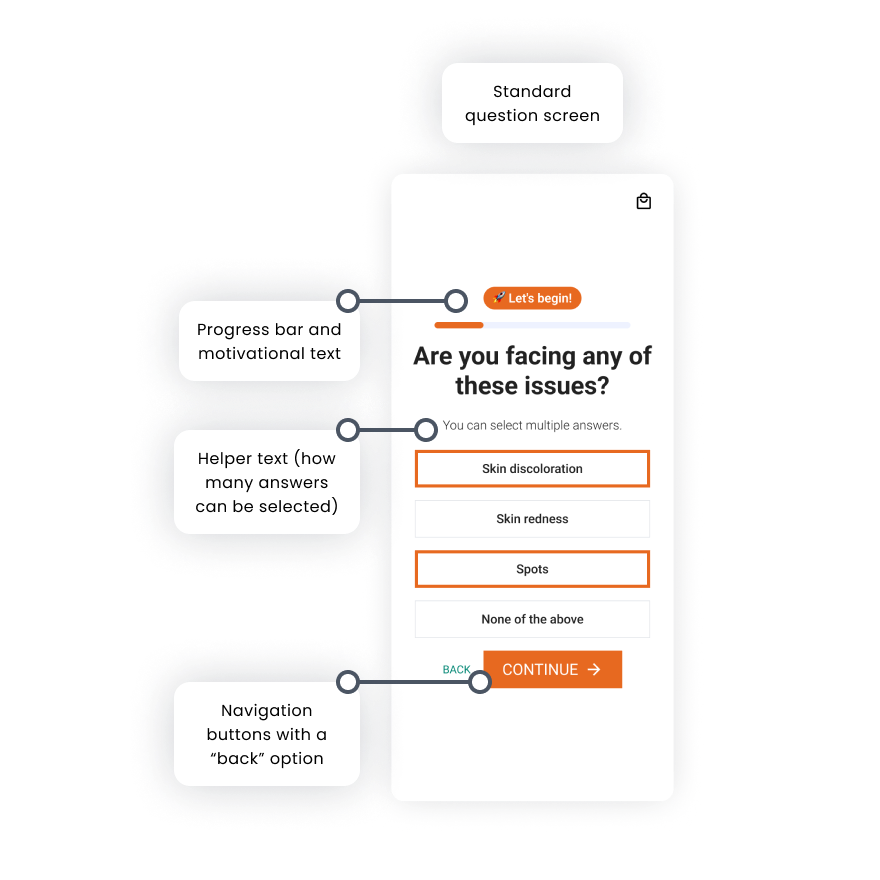 Standard
question screen
🚀 Let's begin!
Progress bar and
motivational text
Are you facing any of
these issues?
You can select multiple answers.
Helper text (how
many answers
can be selected)
Skin discoloration
Skin redness
Spots
None of the above
BACK
CONTINUE →
Navigation
buttons with a
“back” option